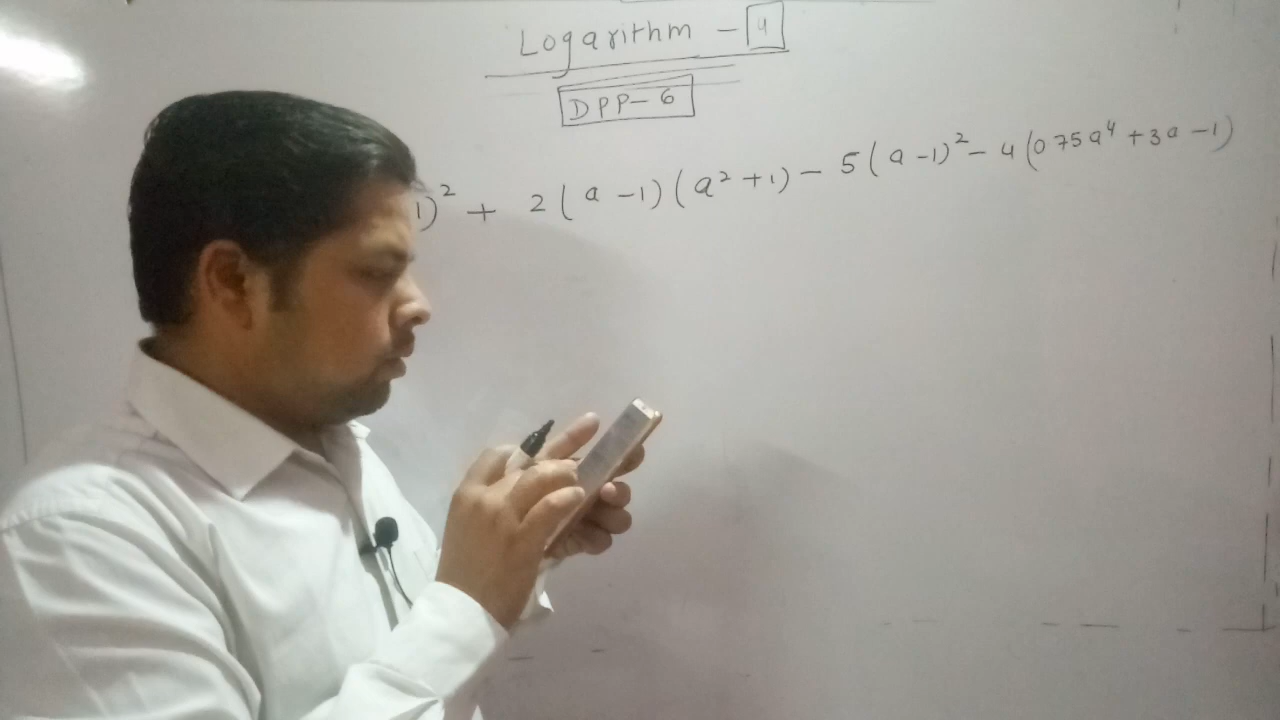 Logarithm - 4
DPP-6
1)² + 2(a-1)(a²+1) - 5(a-1)² - 4(0 75a⁴ + 3a - 1)